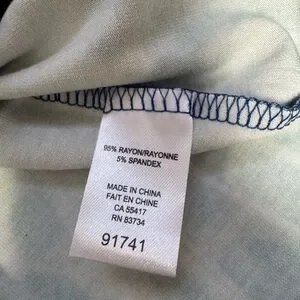 95% RAYON/RAYONNE
5% SPANDEX
MADE IN CHINA
FAIT EN CHINE
CA 55417
RN 83734
91741